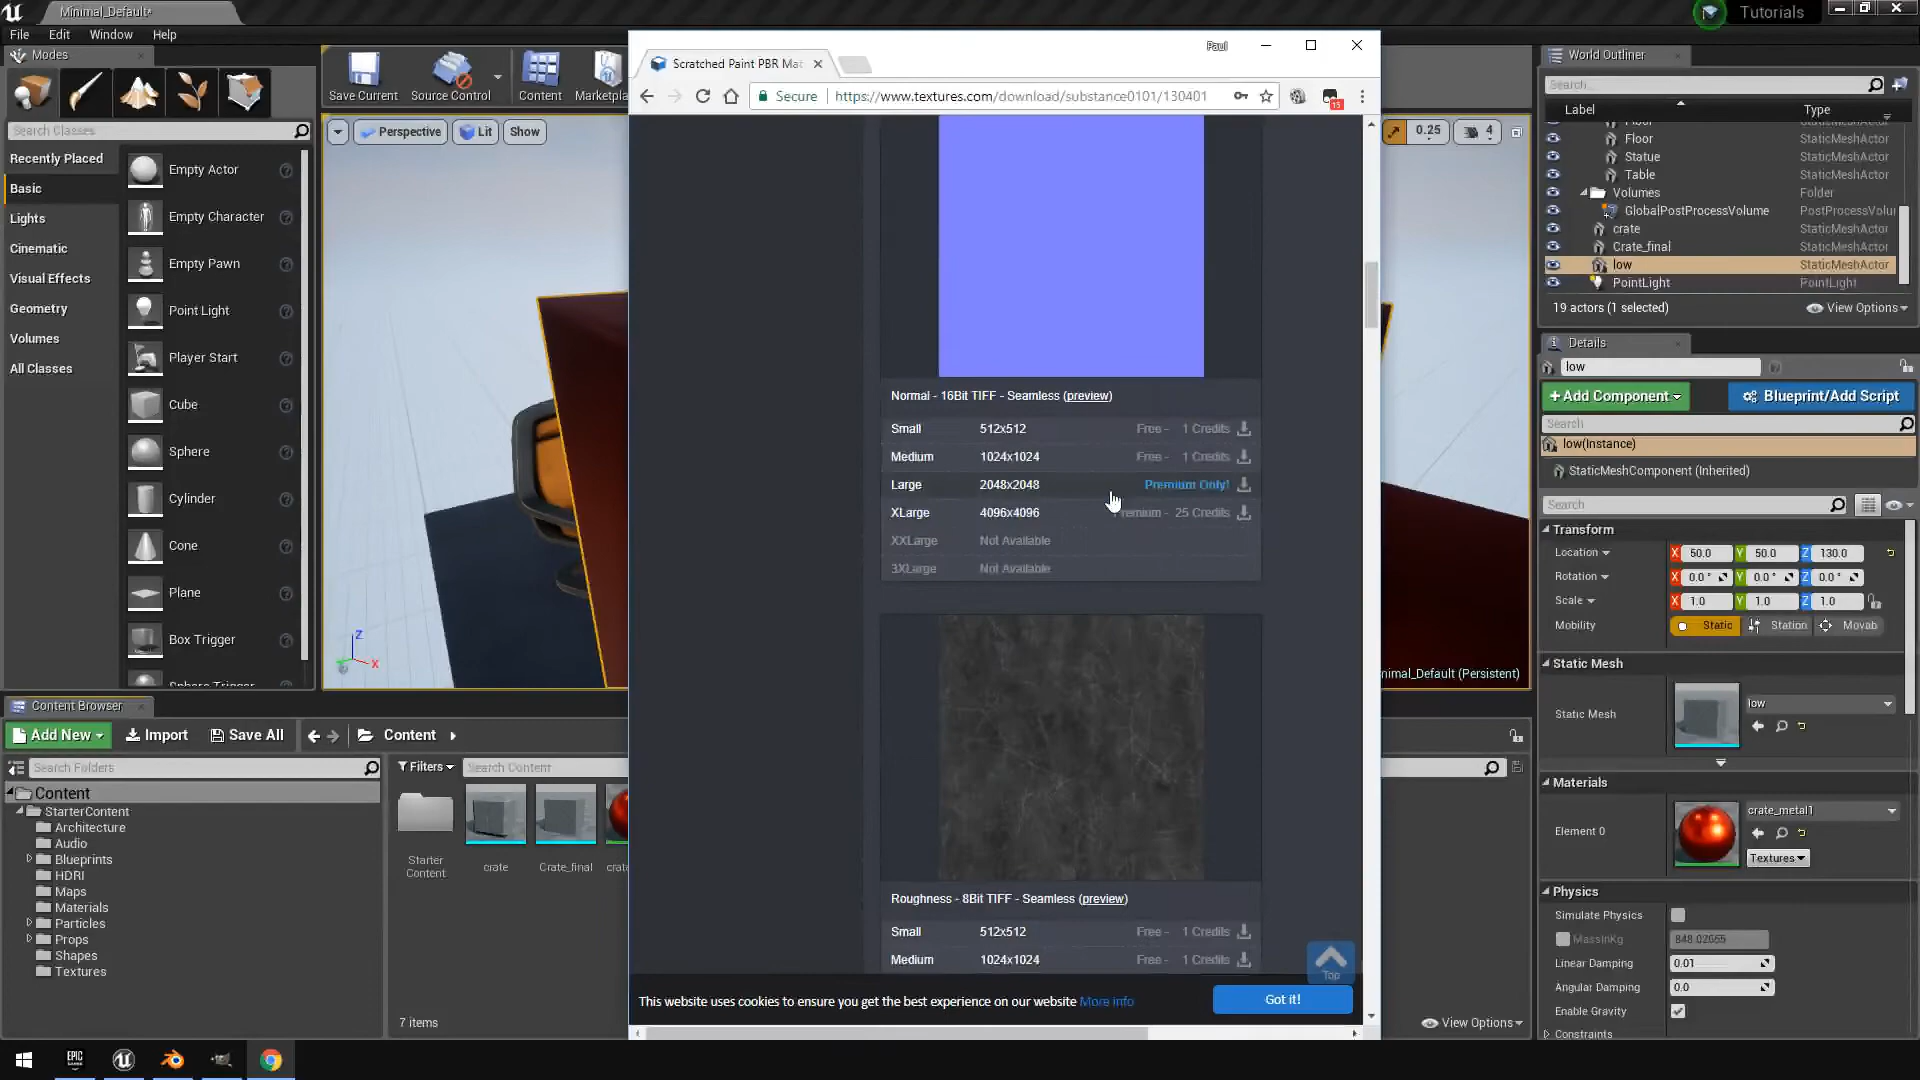 Minimal_Default*
Tutorials
File Edit Window Help
Modes
Search Classes
Recently Placed
Basic
Lights
Cinematic
Visual Effects
Geometry
Volumes
All Classes
Empty Actor
Empty Character
Empty Pawn
Point Light
Player Start
Cube
Sphere
Cylinder
Cone
Plane
Box Trigger
Sphere Trigger
Save Current
Source Control
Content
Marketpla
Perspective
Lit
Show
0.25
4
Z
X
nimal_Default (Persistent)
Paul
Scratched Paint PBR Mat
Secure
https://www.textures.com/download/substance0101/130401
15
Normal - 16Bit TIFF - Seamless (preview)
Small 512x512 Free - 1 Credits
Medium 1024x1024 Free - 1 Credits
Large 2048x2048 Premium Only!
XLarge 4096x4096 Premium - 25 Credits
XXLarge Not Available
3XLarge Not Available
Roughness - 8Bit TIFF - Seamless (preview)
Small 512x512 Free - 1 Credits
Medium 1024x1024 Free - 1 Credits
Top
This website uses cookies to ensure you get the best experience on our website More info
Got it!
World Outliner
Search...
Label Type
Floor StaticMeshActor
Statue StaticMeshActor
Table StaticMeshActor
Volumes Folder
GlobalPostProcessVolume PostProcessVolu
crate StaticMeshActor
Crate_final StaticMeshActor
low StaticMeshActor
PointLight PointLight
19 actors (1 selected)
View Options
Details
low
+Add Component
Blueprint/Add Script
Search
low(Instance)
StaticMeshComponent (Inherited)
Search
Transform
Location X 50.0 Y 50.0 Z 130.0
Rotation X 0.0 ° Y 0.0 ° Z 0.0 °
Scale X 1.0 Y 1.0 Z 1.0
Mobility Static Station Movab
Static Mesh
Static Mesh low
Materials
Element 0 crate_metal1
Textures
Physics
Simulate Physics
MassInKg 848.02655
Linear Damping 0.01
Angular Damping 0.0
Enable Gravity
Constraints
Content Browser
Add New
Import
Save All
Content
Search Folders
Filters
Search Content
Content
StarterContent
Architecture
Audio
Blueprints
HDRI
Maps
Materials
Particles
Props
Shapes
Textures
Starter
Content
crate
Crate_final
crat
7 items
View Options
EPIC
GAMES